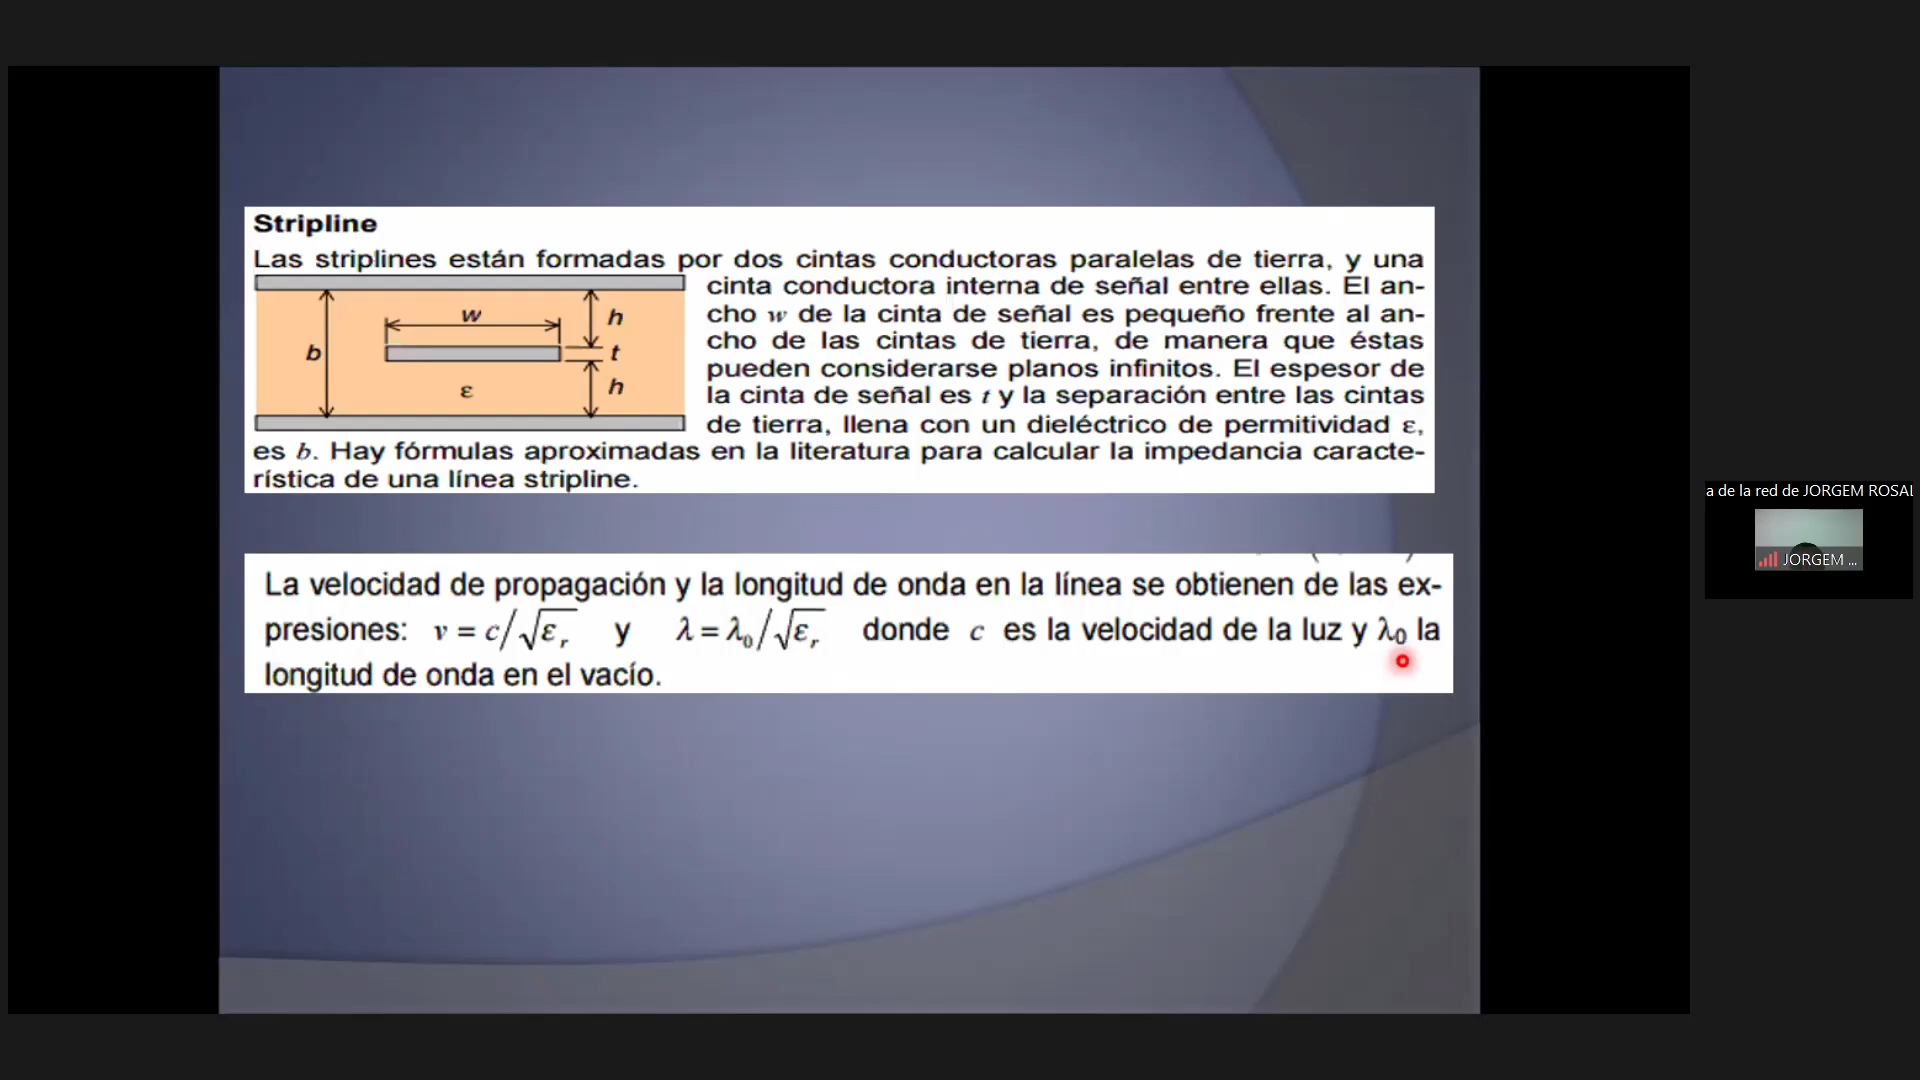 Stripline
Las striplines están formadas por dos cintas conductoras paralelas de tierra, y una
cinta conductora interna de señal entre ellas. El an-
cho w de la cinta de señal es pequeño frente al an-
cho de las cintas de tierra, de manera que éstas
pueden considerarse planos infinitos. El espesor de
la cinta de señal es t y la separación entre las cintas
de tierra, llena con un dieléctrico de permitividad ε,
es b. Hay fórmulas aproximadas en la literatura para calcular la impedancia caracte-
rística de una línea stripline.
w
h
b
t
h
ε
La velocidad de propagación y la longitud de onda en la línea se obtienen de las ex-
presiones: v = c/√εr y λ = λ0/√εr donde c es la velocidad de la luz y λ0 la
longitud de onda en el vacío.
a de la red de JORGEM ROSAL
JORGEM ...